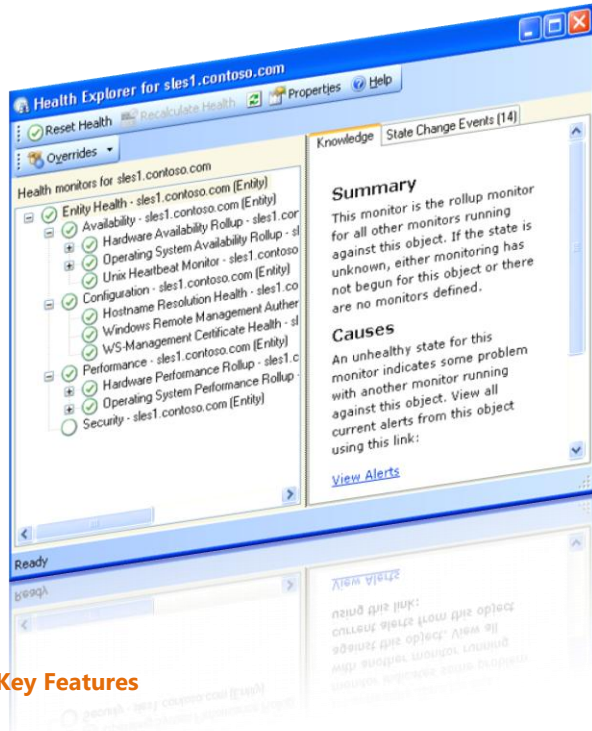 Health Explorer for sles1.contoso.com
Reset Health Recalculate Health Properties Help
Overrides
Health monitors for sles1.contoso.com
Entity Health - sles1.contoso.com (Entity)
Availability - sles1.contoso.com (Entity)
Hardware Availability Rollup - sles1.cor
Operating System Availability Rollup - sl
Unix Heartbeat Monitor - sles1.contoso
Configuration - sles1.contoso.com (Entity)
Hostname Resolution Health - sles1.co
Windows Remote Management Auther
WS-Management Certificate Health - sl
Performance - sles1.contoso.com (Entity)
Hardware Performance Rollup - sles1.c
Operating System Performance Rollup -
Security - sles1.contoso.com (Entity)
Knowledge State Change Events (14)
Summary
This monitor is the rollup monitor
for all other monitors running
against this object. If the state is
unknown, either monitoring has
not begun for this object or there
are no monitors defined.
Causes
An unhealthy state for this
monitor indicates some problem
with another monitor running
against this object. View all
current alerts from this object
using this link:
View Alerts
Ready
Key Features